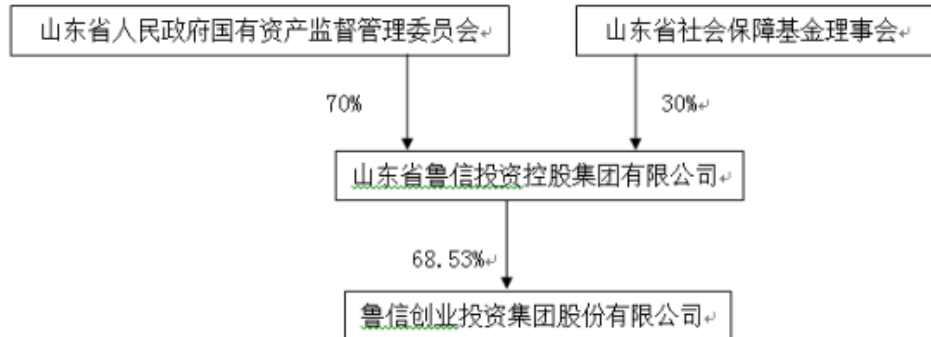 山东省人民政府国有资产监督管理委员会
山东省社会保障基金理事会
70%
30%
山东省鲁信投资控股集团有限公司
68.53%
鲁信创业投资集团股份有限公司